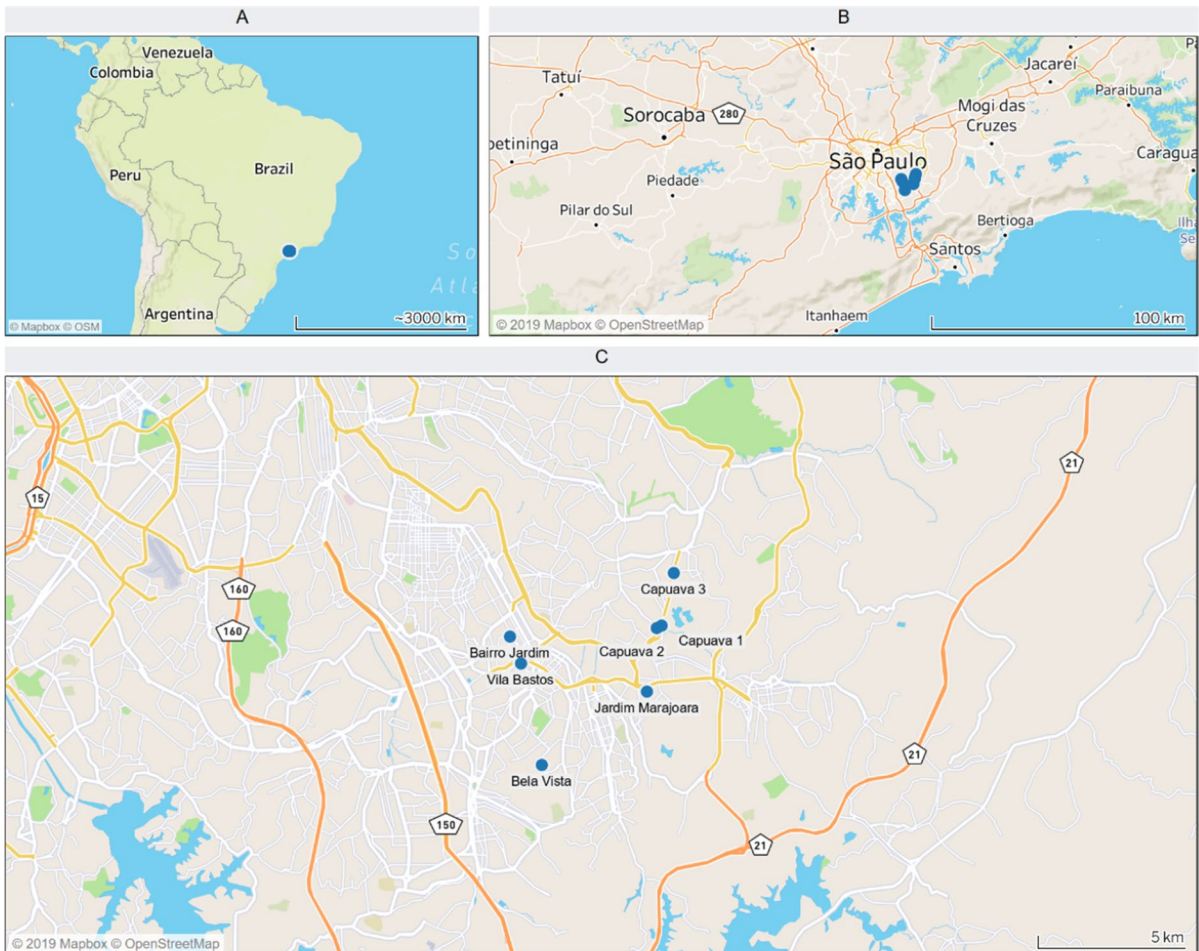 A
Venezuela
Colombia
Brazil
Peru
So
Atla
Argentina
~3000 km
© Mapbox © OSM
B
Tatuí
Jacareí
Paraibuna
Sorocaba
280
Mogi das
Cruzes
petininga
São Paulo
Caragua
Piedade
Pilar do Sul
Bertioga
Ilha
Se
Santos
Itanhaem
© 2019 Mapbox © OpenStreetMap
100 km
C
21
15
160
Capuava 3
160
Bairro Jardim
Capuava 2
Capuava 1
Vila Bastos
Jardim Marajoara
21
Bela Vista
150
21
© 2019 Mapbox © OpenStreetMap
5 km